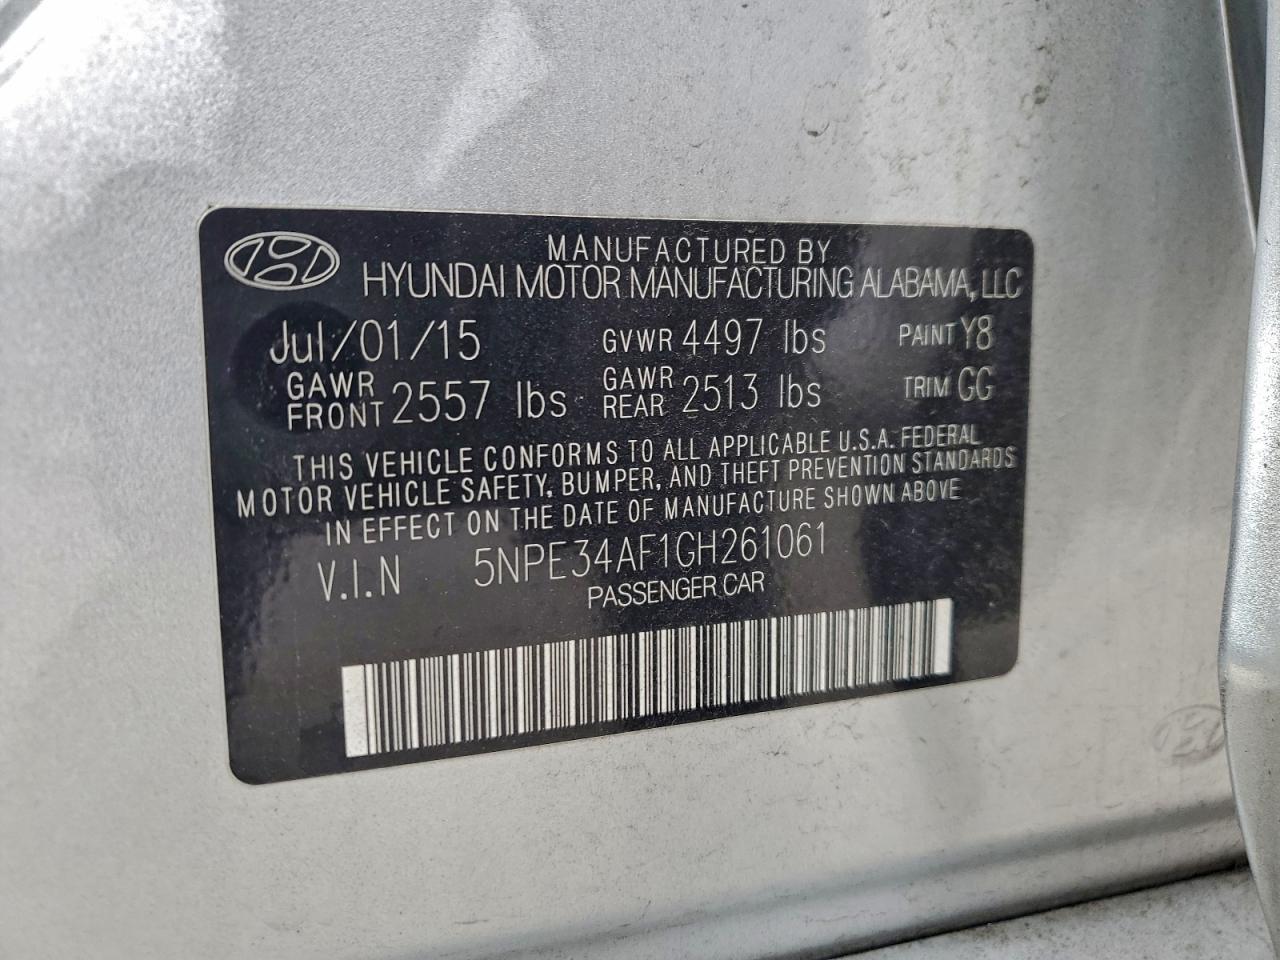 MANUFACTURED BY
HYUNDAI MOTOR MANUFACTURING ALABAMA, LLC
Jul/01/15 GVWR 4497 lbs PAINT Y8
GAWR FRONT 2557 lbs GAWR REAR 2513 lbs TRIM GG
THIS VEHICLE CONFORMS TO ALL APPLICABLE U.S.A. FEDERAL
MOTOR VEHICLE SAFETY, BUMPER, AND THEFT PREVENTION STANDARDS
IN EFFECT ON THE DATE OF MANUFACTURE SHOWN ABOVE
V.I.N 5NPE34AF1GH261061
PASSENGER CAR